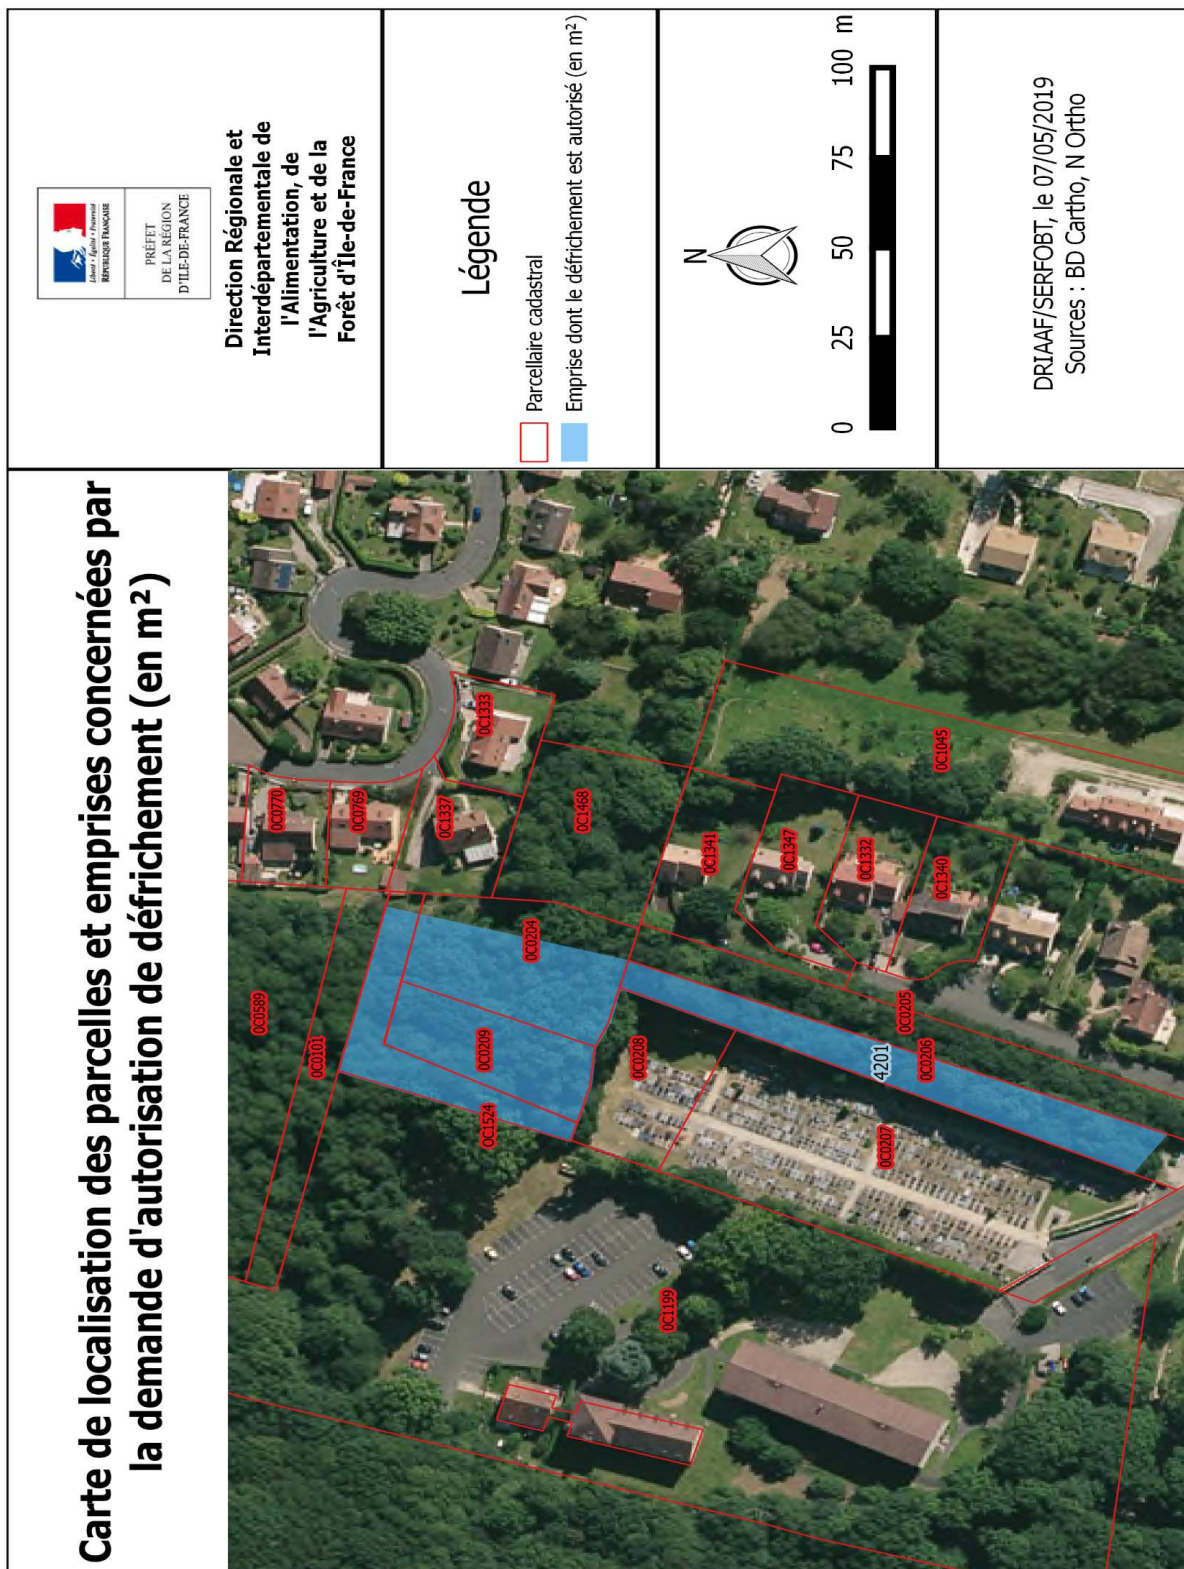 Carte de localisation des parcelles et emprises concernées par
la demande d'autorisation de défrichement (en m²)
Liberté • Égalité • Fraternité
RÉPUBLIQUE FRANÇAISE
PRÉFET
DE LA RÉGION
D'ILE-DE-FRANCE
Direction Régionale et
Interdépartementale de
l'Alimentation, de
l'Agriculture et de la
Forêt d'Île-de-France
Légende
Parcellaire cadastral
Emprise dont le défrichement est autorisé (en m²)
N
0 25 50 75 100 m
DRIAAF/SERFOBT, le 07/05/2019
Sources : BD Cartho, N Ortho
0C0589
0C0101
0C0770
0C0769
0C1337
0C1333
0C1524
0C0209
0C0204
0C1468
0C0208
0C1341
0C1199
0C1347
0C1332
0C0207
4201
0C0206
0C0205
0C1340
0C1045